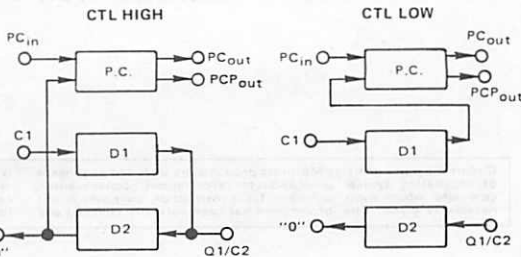 CTL HIGH
PCin
P.C.
PCout
PCPout
C1
D1
D2
Q1/C2
CTL LOW
PCin
P.C.
PCout
PCPout
C1
D1
"0"
D2
Q1/C2